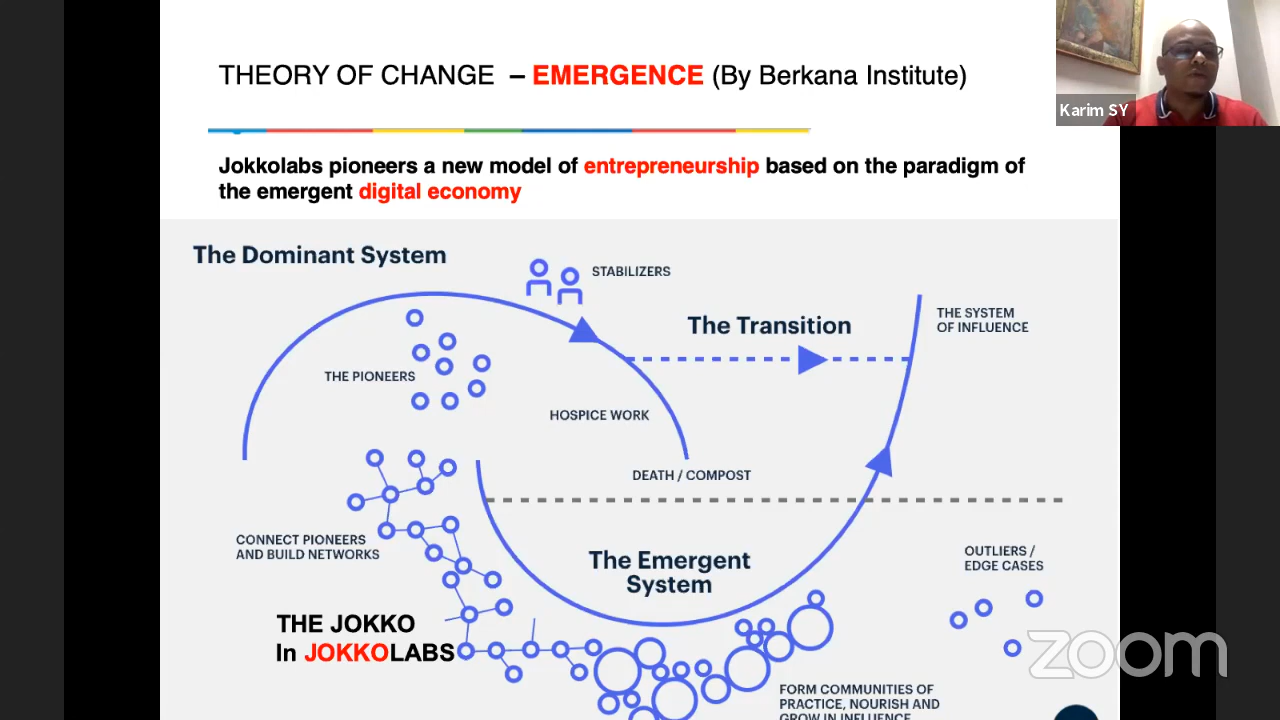 THEORY OF CHANGE – EMERGENCE (By Berkana Institute)
Karim SY
Jokkolabs pioneers a new model of entrepreneurship based on the paradigm of
the emergent digital economy
The Dominant System
STABILIZERS
The Transition
THE SYSTEM
OF INFLUENCE
THE PIONEERS
HOSPICE WORK
DEATH / COMPOST
CONNECT PIONEERS
AND BUILD NETWORKS
The Emergent
System
OUTLIERS /
EDGE CASES
THE JOKKO
In JOKKOLABS
zoom
FORM COMMUNITIES OF
PRACTICE, NOURISH AND
GROW IN INFLUENCE